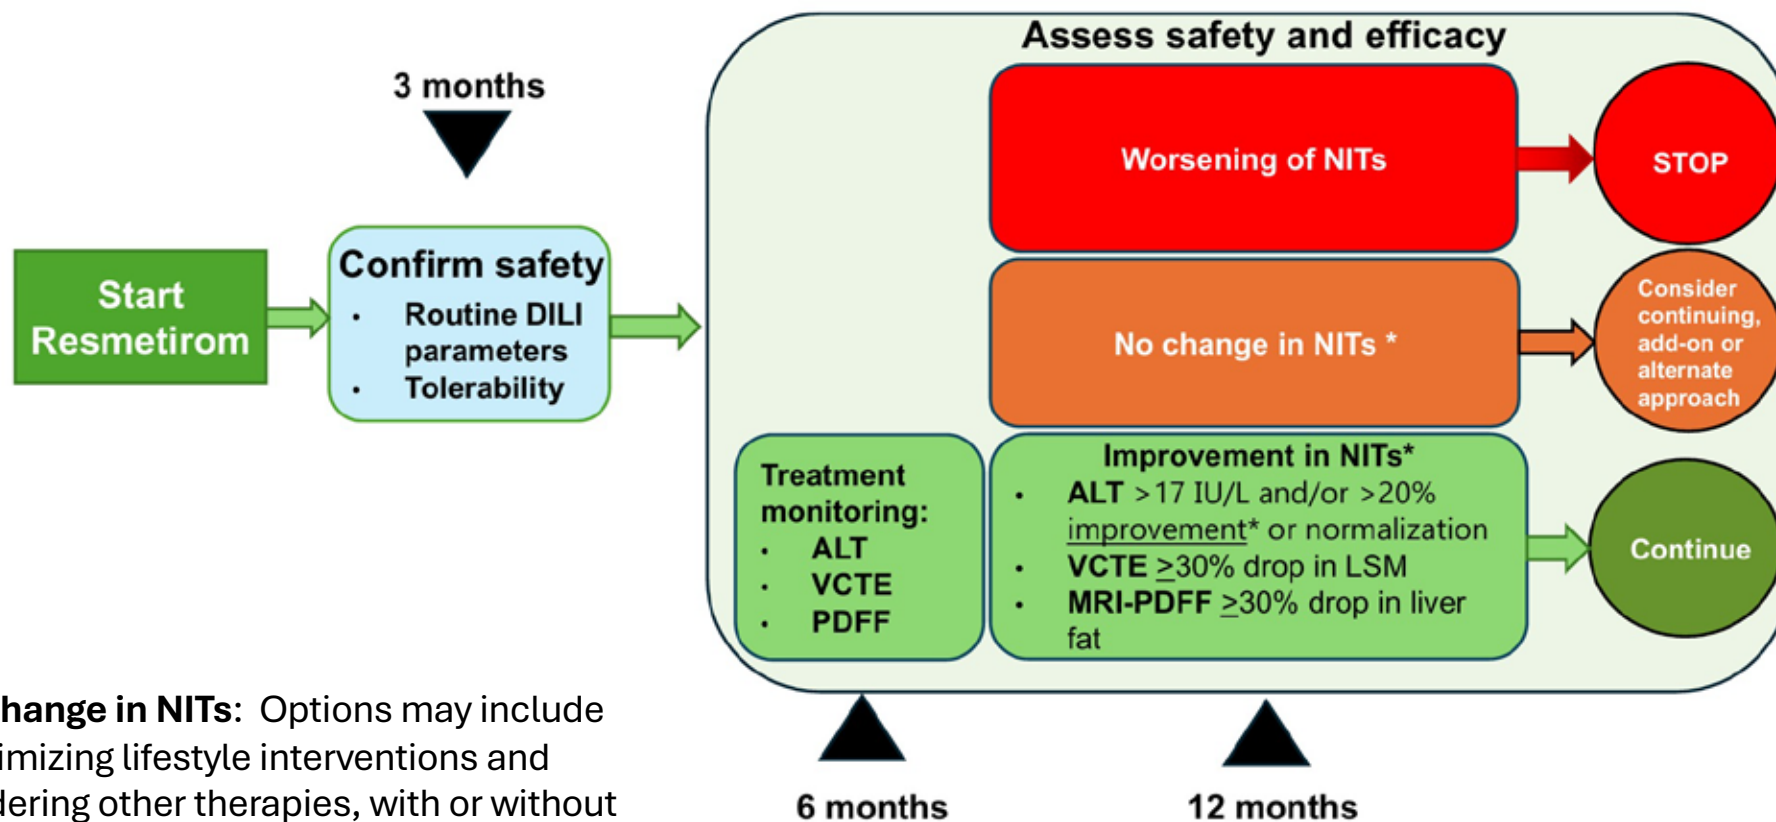 Assess safety and efficacy
3 months
Worsening of NITs
STOP
Start
Resmetirom
Confirm safety
• Routine DILI
parameters
• Tolerability
No change in NITs *
Consider
continuing,
add-on or
alternate
approach
Treatment
monitoring:
• ALT
• VCTE
• PDFF
Improvement in NITs*
• ALT >17 IU/L and/or >20%
improvement* or normalization
• VCTE ≥30% drop in LSM
• MRI-PDFF ≥30% drop in liver
fat
Continue
change in NITs: Options may include
lifestyle interventions and
other therapies, with or without
6 months
12 months